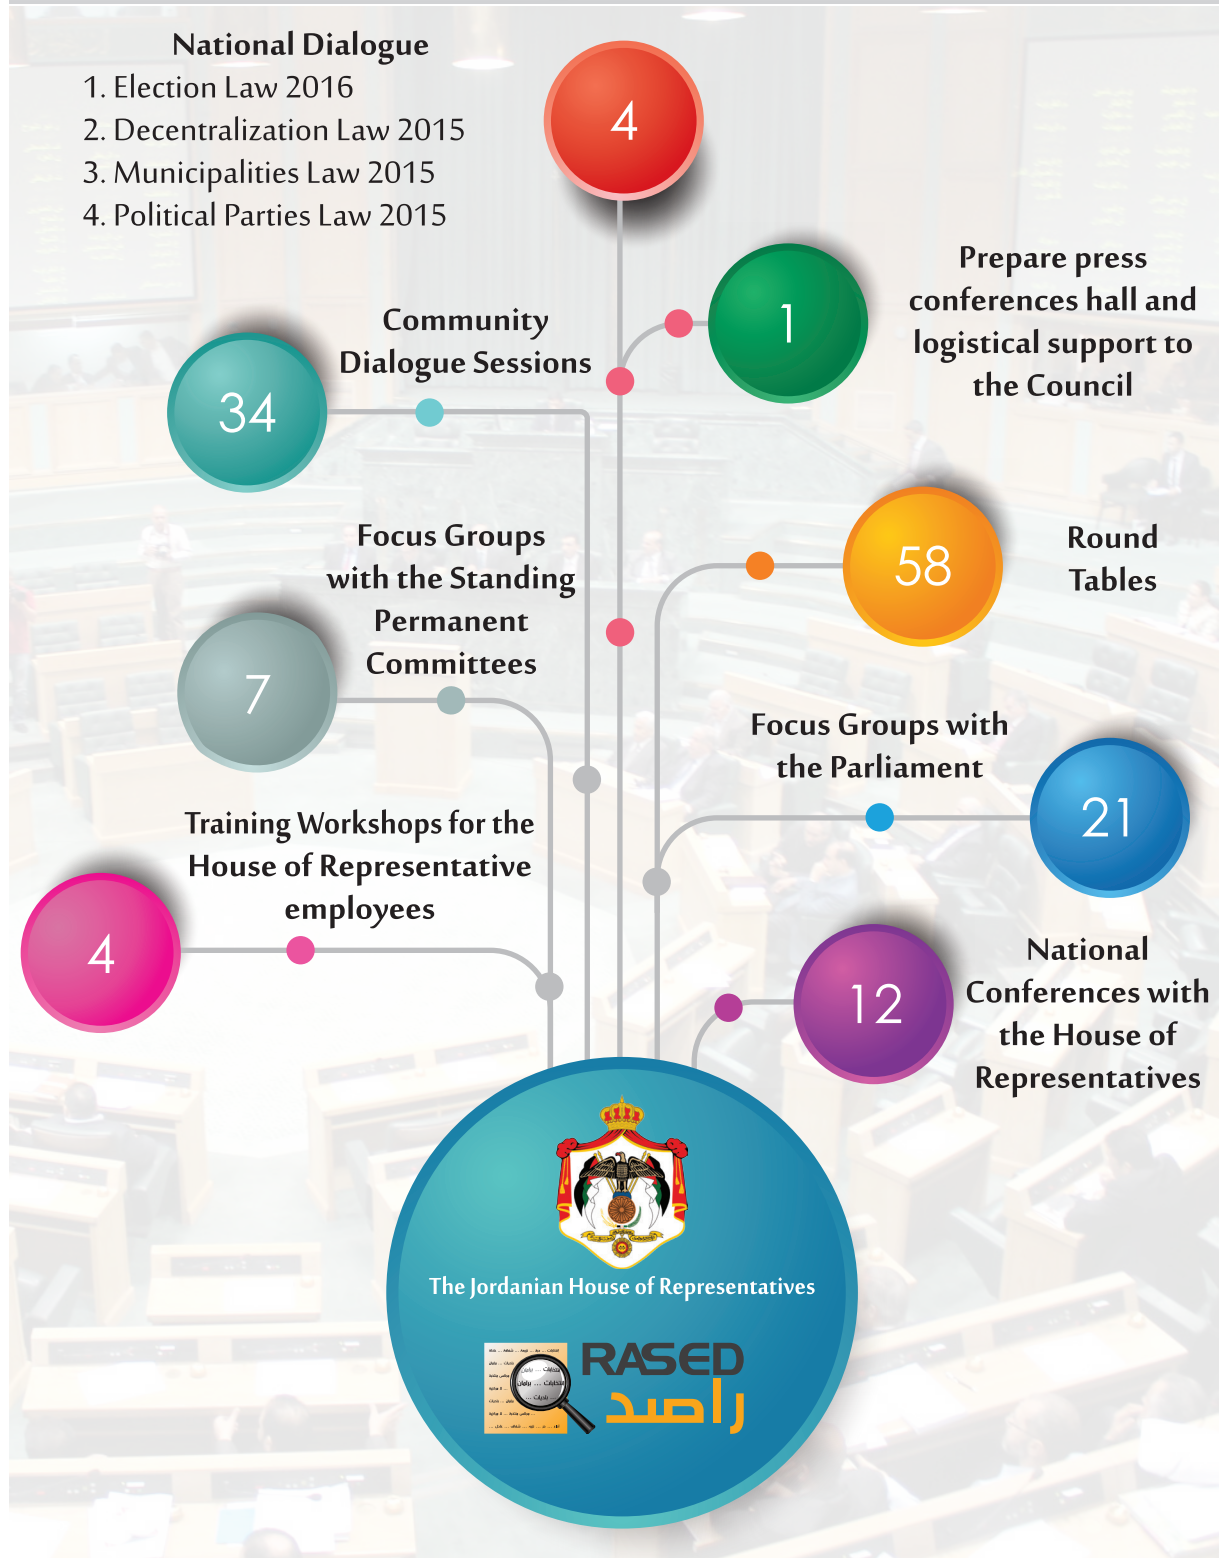 National Dialogue
1. Election Law 2016
2. Decentralization Law 2015
3. Municipalities Law 2015
4. Political Parties Law 2015
4
1
Prepare press
conferences hall and
logistical support to
the Council
Community
Dialogue Sessions
34
58
Round
Tables
Focus Groups
with the Standing
Permanent
Committees
7
Focus Groups with
the Parliament
21
Training Workshops for the
House of Representative
employees
4
12
National
Conferences with
the House of
Representatives
The Jordanian House of Representatives
RASED
راصد